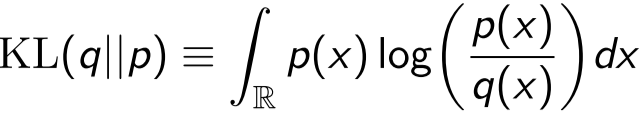 KL(q||p) ≡ ∫_ℝ p(x) log(p(x)/q(x)) dx